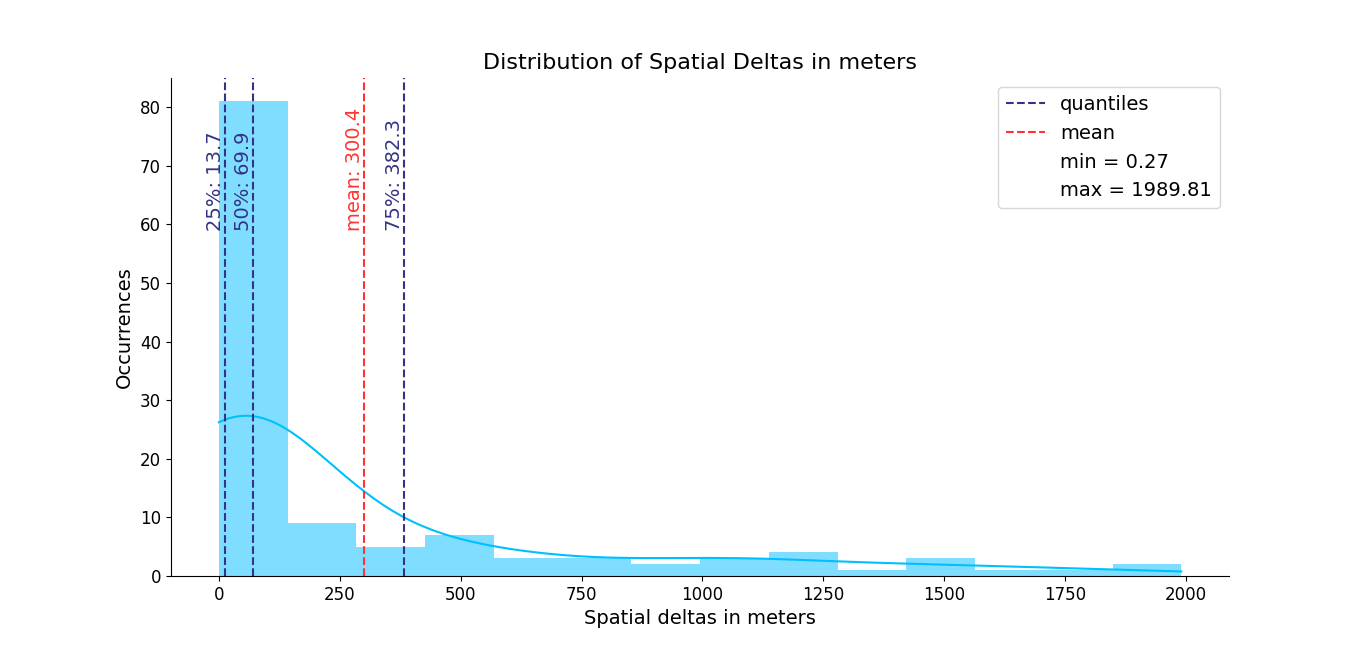 Distribution of Spatial Deltas in meters
quantiles
mean
min = 0.27
max = 1989.81
25%: 13.7
50%: 69.9
mean: 300.4
75%: 382.3
Occurrences
80
70
60
50
40
30
20
10
0
0 250 500 750 1000 1250 1500 1750 2000
Spatial deltas in meters